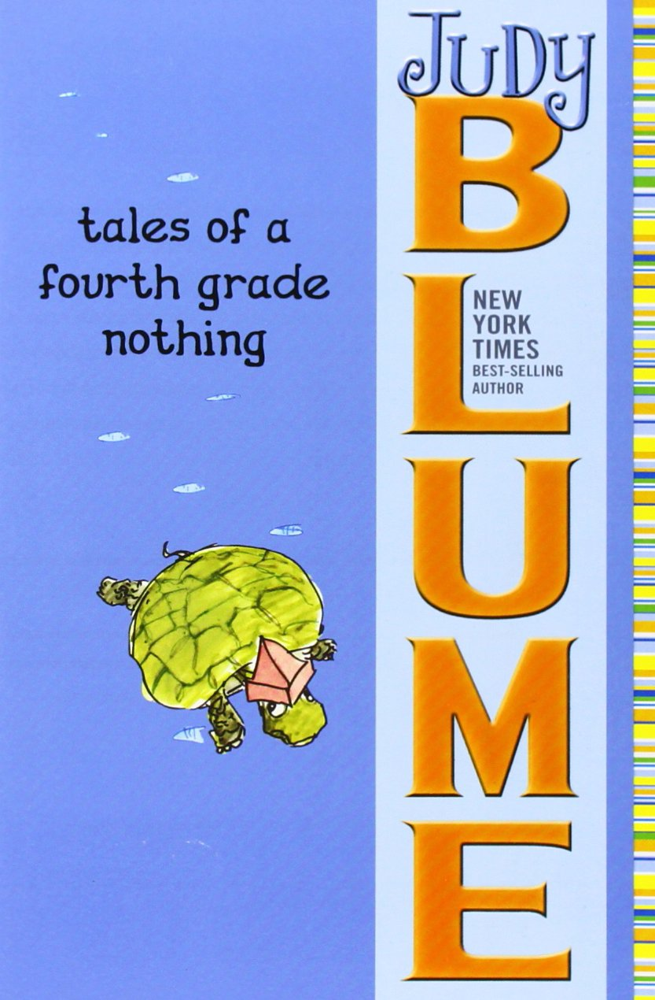 tales of a
fourth grade
nothing
Judy
BLUME
NEW
YORK
TIMES
BEST-SELLING
AUTHOR